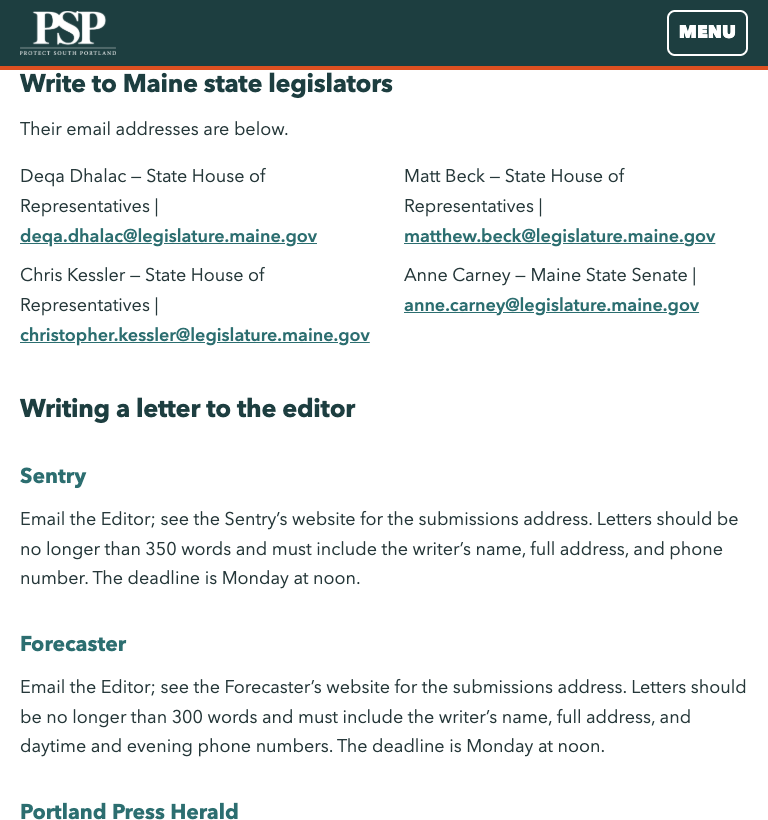 PSP
PROTECT SOUTH PORTLAND
MENU
Write to Maine state legislators
Their email addresses are below.
Deqa Dhalac – State House of
Representatives |
deqa.dhalac@legislature.maine.gov
Matt Beck – State House of
Representatives |
matthew.beck@legislature.maine.gov
Chris Kessler – State House of
Representatives |
christopher.kessler@legislature.maine.gov
Anne Carney – Maine State Senate |
anne.carney@legislature.maine.gov
Writing a letter to the editor
Sentry
Email the Editor; see the Sentry’s website for the submissions address. Letters should be
no longer than 350 words and must include the writer’s name, full address, and phone
number. The deadline is Monday at noon.
Forecaster
Email the Editor; see the Forecaster’s website for the submissions address. Letters should
be no longer than 300 words and must include the writer’s name, full address, and
daytime and evening phone numbers. The deadline is Monday at noon.
Portland Press Herald